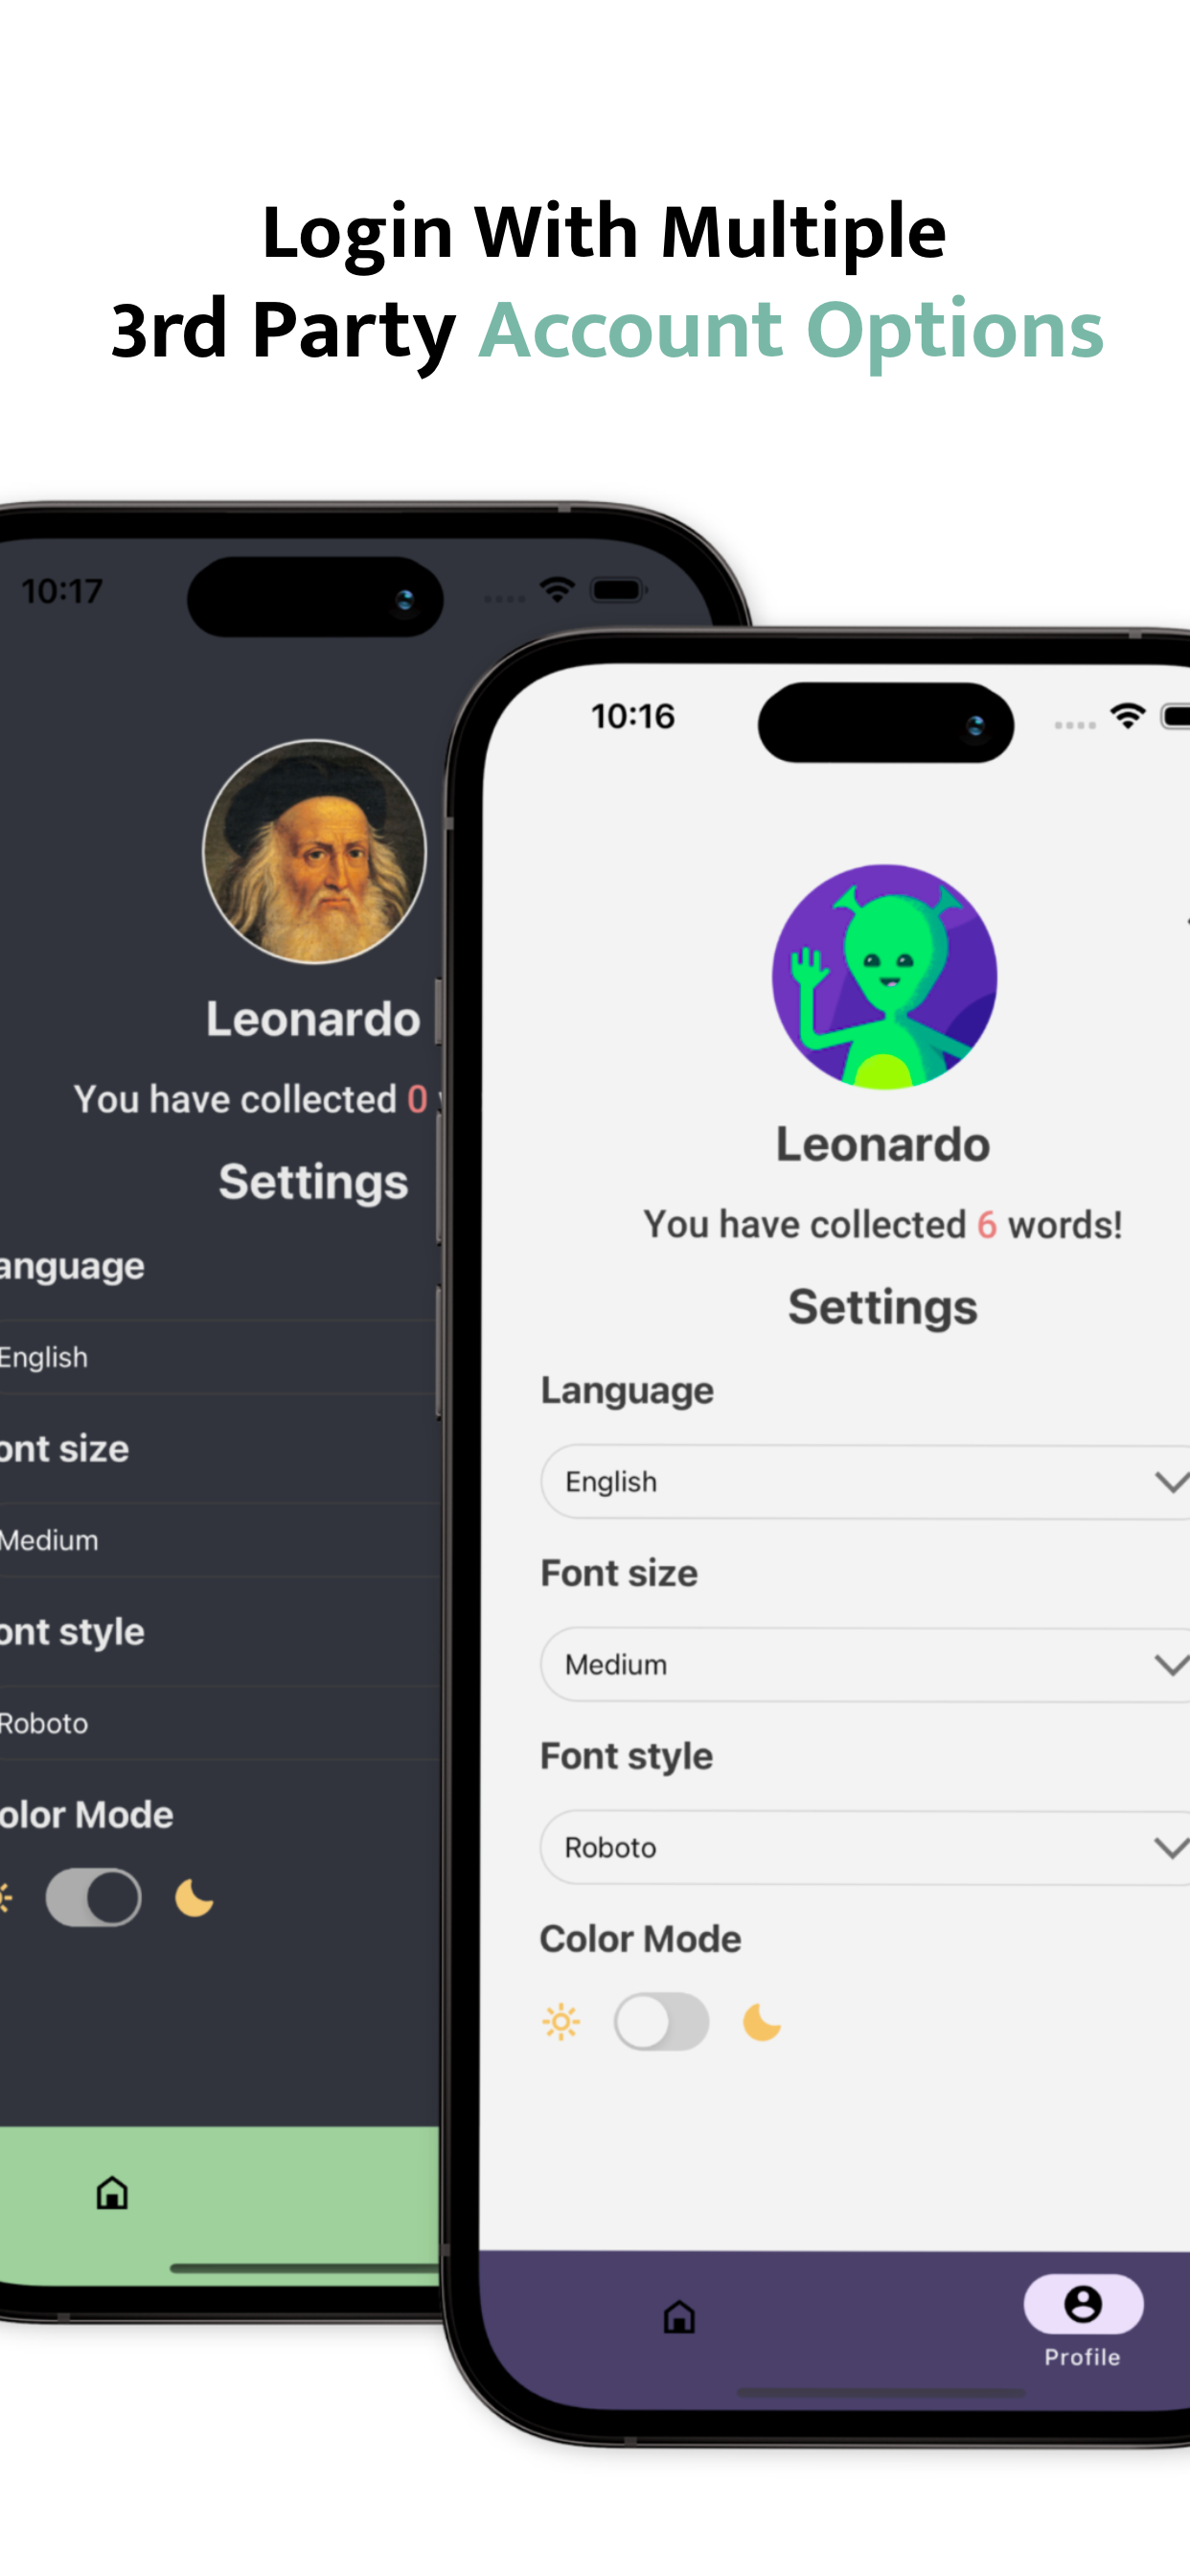 Login With Multiple
3rd Party Account Options
10:17
Leonardo
You have collected 0
Settings
anguage
English
ont size
Medium
ont style
Roboto
olor Mode
10:16
Leonardo
You have collected 6 words!
Settings
Language
English
Font size
Medium
Font style
Roboto
Color Mode
Profile